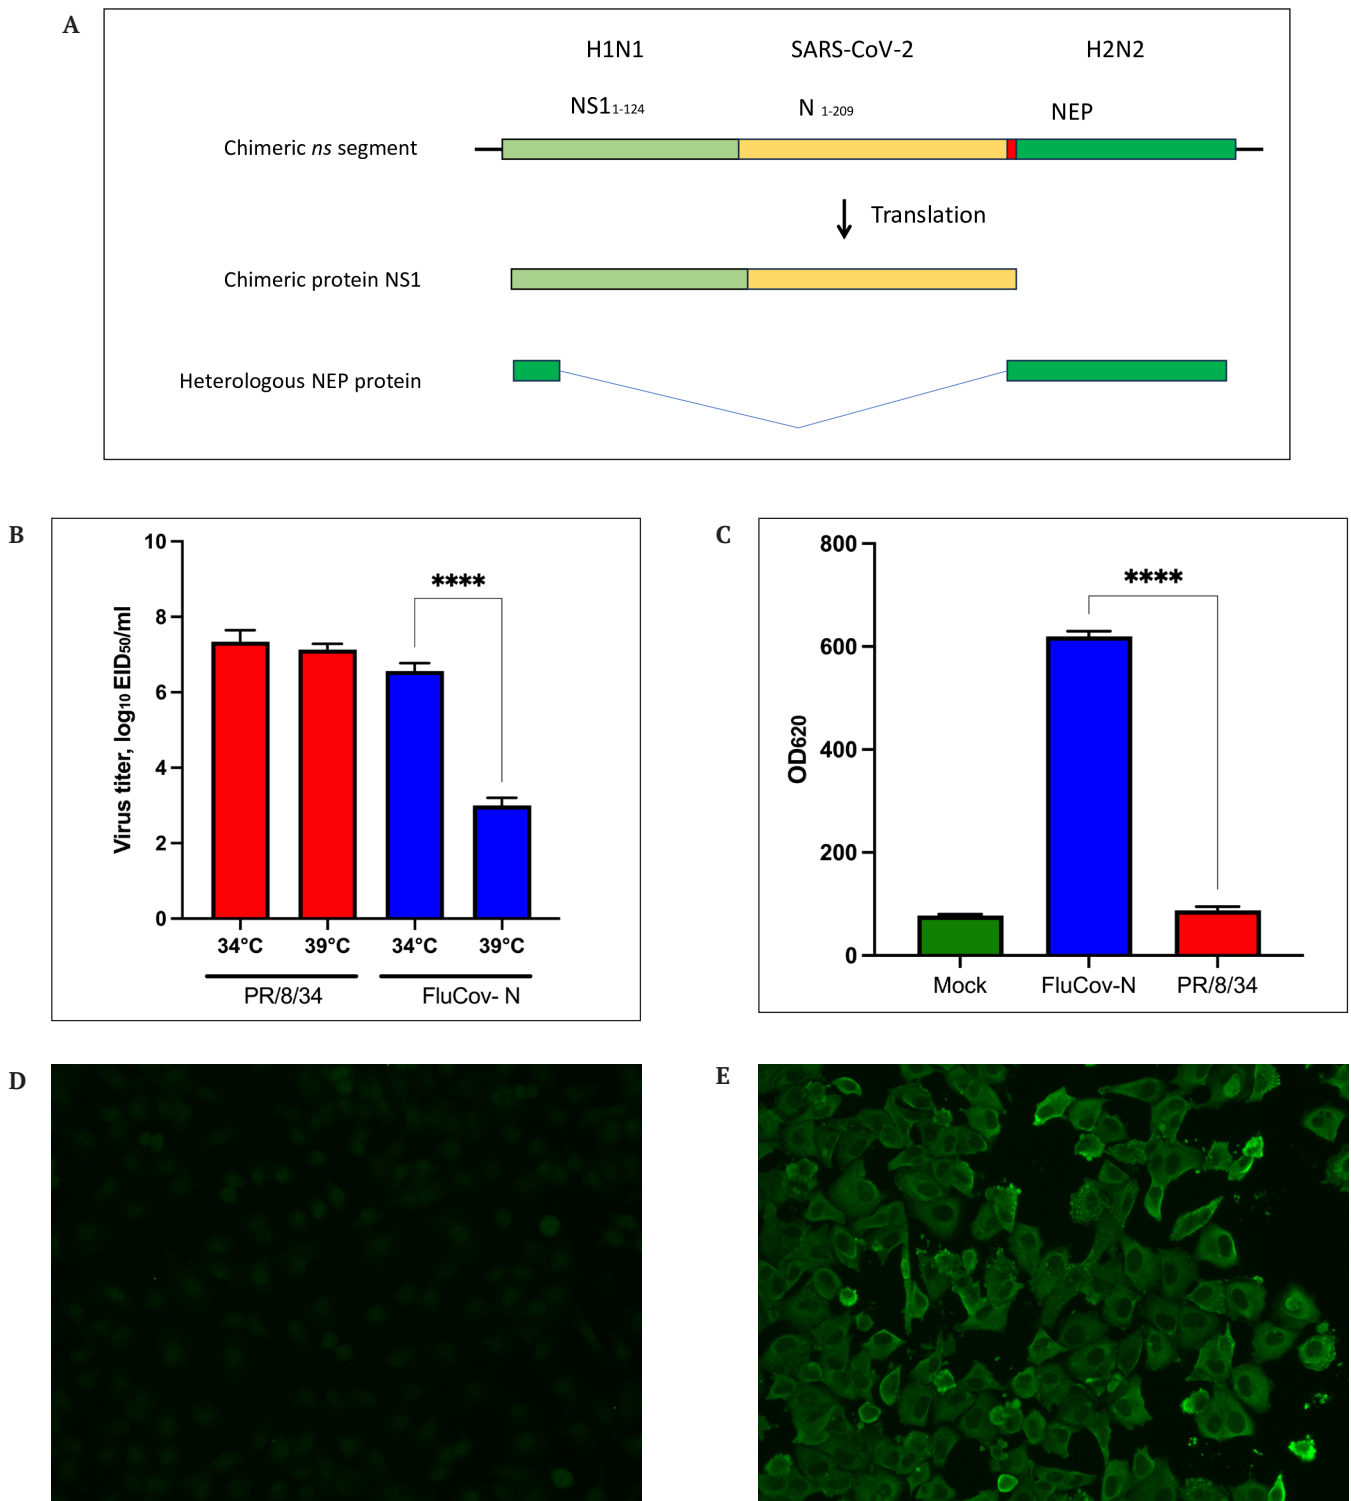 A
H1N1 SARS-CoV-2 H2N2
NS11-124 N 1-209 NEP
Chimeric ns segment
Translation
Chimeric protein NS1
Heterologous NEP protein
B
10
8
6
4
2
0
Virus titer, log10 EID50/ml
****
34°C 39°C 34°C 39°C
PR/8/34 FluCov- N
C
800
600
400
200
0
OD620
****
Mock FluCov-N PR/8/34
D
E